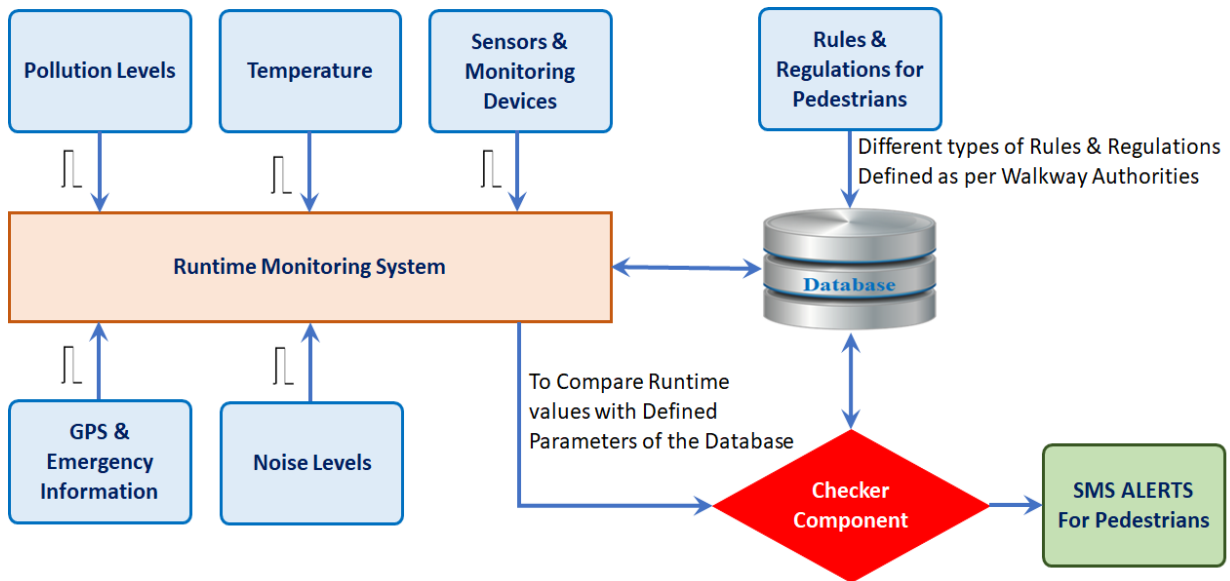 Pollution Levels
Temperature
Sensors &
Monitoring
Devices
Rules &
Regulations for
Pedestrians
Different types of Rules & Regulations
Defined as per Walkway Authorities
Runtime Monitoring System
Database
To Compare Runtime
values with Defined
Parameters of the Database
GPS &
Emergency
Information
Noise Levels
Checker
Component
SMS ALERTS
For Pedestrians